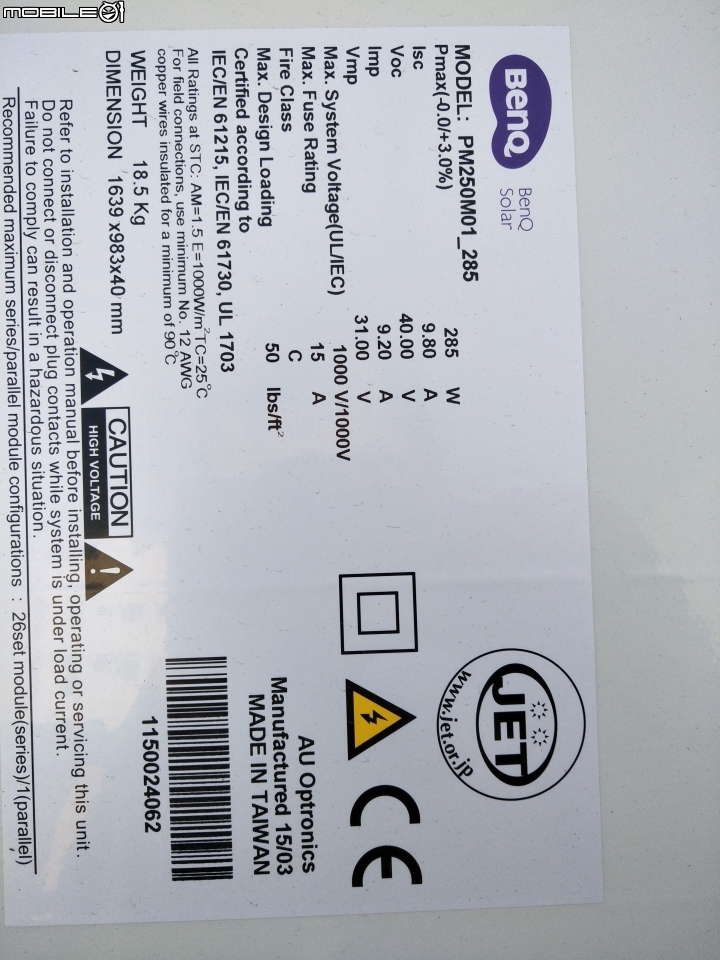 MOBILE01
BenQ
BenQ
Solar
MODEL: PM250M01_285
Pmax(-0.0/+3.0%) 285 W
Isc 9.80 A
Voc 40.00 V
Imp 9.20 A
Vmp 31.00 V
Max. System Voltage(UL/IEC) 1000 V/1000V
Max. Fuse Rating 15 A
Fire Class C
Max. Design Loading 50 lbs/ft²
Certified according to
IEC/EN 61215, IEC/EN 61730, UL 1703
All Ratings at STC: AM=1.5 E=1000W/m² TC=25°C
For field connections, use minimum No. 12 AWG
copper wires insulated for a minimum of 90°C
WEIGHT 18.5 Kg
DIMENSION 1639 x983x40 mm
CAUTION
HIGH VOLTAGE
Refer to installation and operation manual before installing, operating or servicing this unit.
Do not connect or disconnect plug contacts while system is under load current.
Failure to comply can result in a hazardous situation.
Recommended maximum series/parallel module configurations : 26set module(series)/1(parallel)
JET
www.jet.or.jp
CE
AU Optronics
Manufactured 15/03
MADE IN TAIWAN
1150024062